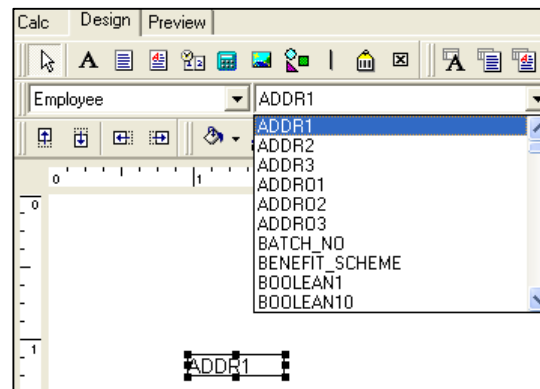 Calc Design Preview
A A
Employee ADDR1
ADDR1
ADDR2
ADDR3
ADDRO1
ADDRO2
ADDRO3
BATCH_NO
BENEFIT_SCHEME
BOOLEAN1
BOOLEAN10
0 1
0
1
ADDR1